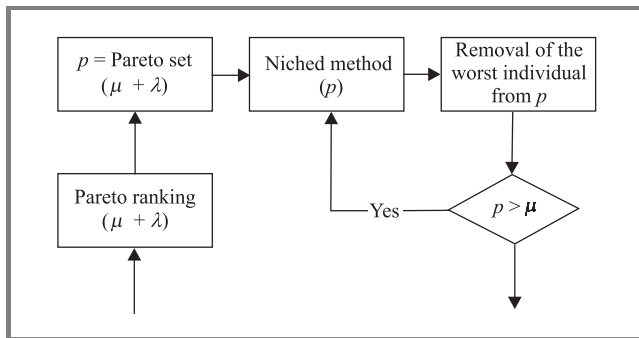 p = Pareto set
(μ + λ)
Niched method
(p)
Removal of the
worst individual
from p
Pareto ranking
(μ + λ)
Yes
p > μ